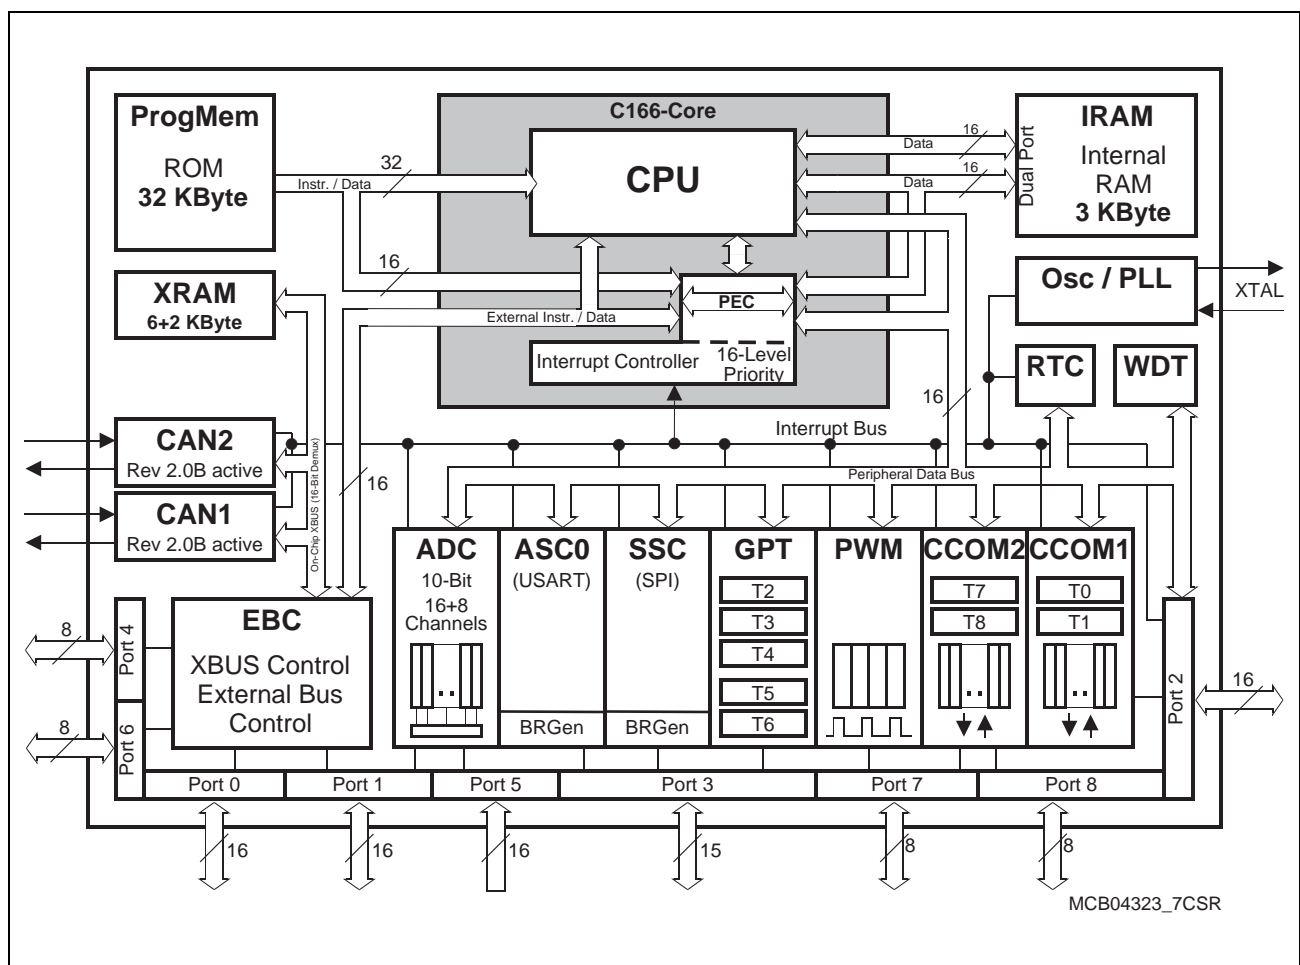 C166-Core
ProgMem
ROM
32 KByte
32
Instr. / Data
16
CPU
16
Data
16
Data
Dual Port
IRAM
Internal
RAM
3 KByte
XRAM
6+2 KByte
External Instr. / Data
PEC
Interrupt Controller
16-Level
Priority
Osc / PLL
XTAL
RTC
WDT
16
Interrupt Bus
Peripheral Data Bus
CAN2
Rev 2.0B active
CAN1
Rev 2.0B active
On-Chip XBUS (16-Bit Demux)
16
ADC
10-Bit
16+8
Channels
ASC0
(USART)
BRGen
SSC
(SPI)
BRGen
GPT
T2
T3
T4
T5
T6
PWM
CCOM2
T7
T8
CCOM1
T0
T1
EBC
XBUS Control
External Bus
Control
8
Port 4
8
Port 6
Port 2
16
Port 0
Port 1
Port 5
Port 3
Port 7
Port 8
16
16
16
15
8
8
MCB04323_7CSR